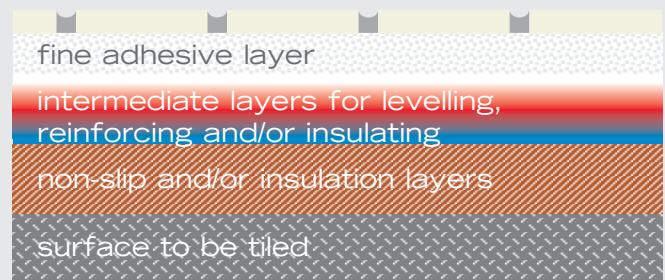 fine adhesive layer
intermediate layers for levelling,
reinforcing and/or insulating
non-slip and/or insulation layers
surface to be tiled